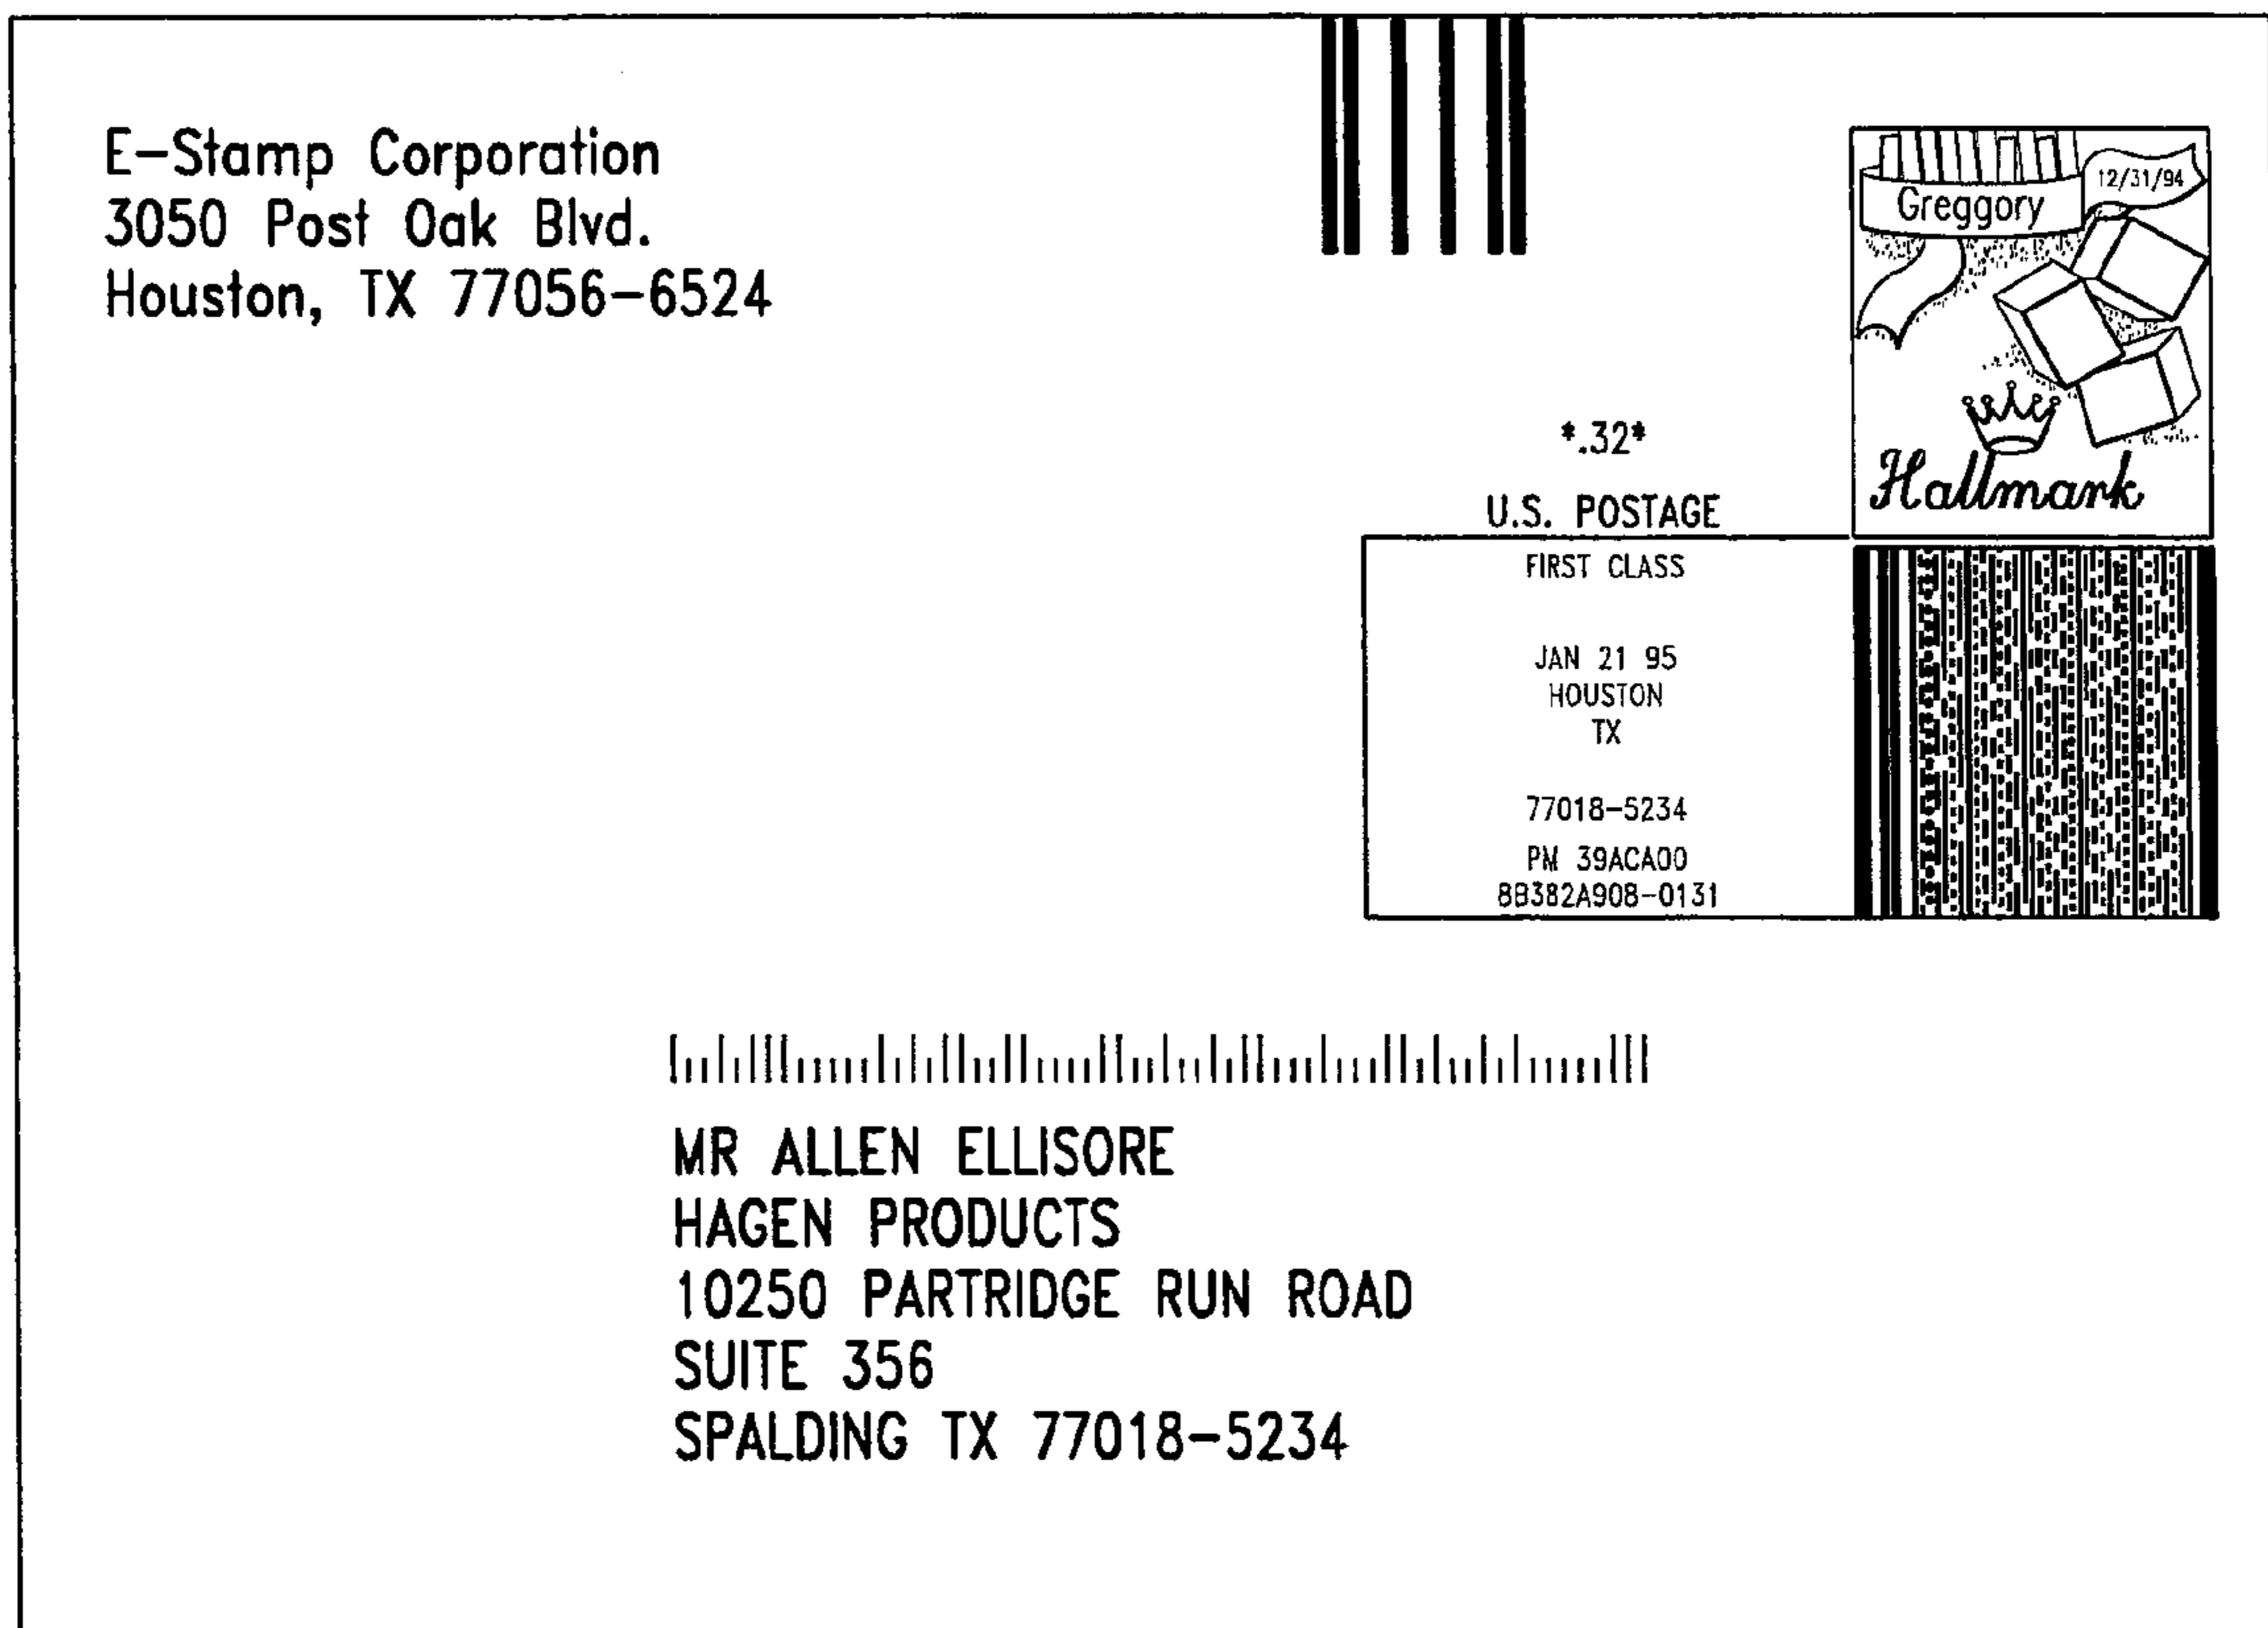 E-Stamp Corporation
3050 Post Oak Blvd.
Houston, TX 77056-6524
12/31/94
Greggory
Hallmark
*.32*
U.S. POSTAGE
FIRST CLASS
JAN 21 95
HOUSTON
TX
77018-5234
PM 39ACA00
8B382A908-0131
MR ALLEN ELLISORE
HAGEN PRODUCTS
10250 PARTRIDGE RUN ROAD
SUITE 356
SPALDING TX 77018-5234